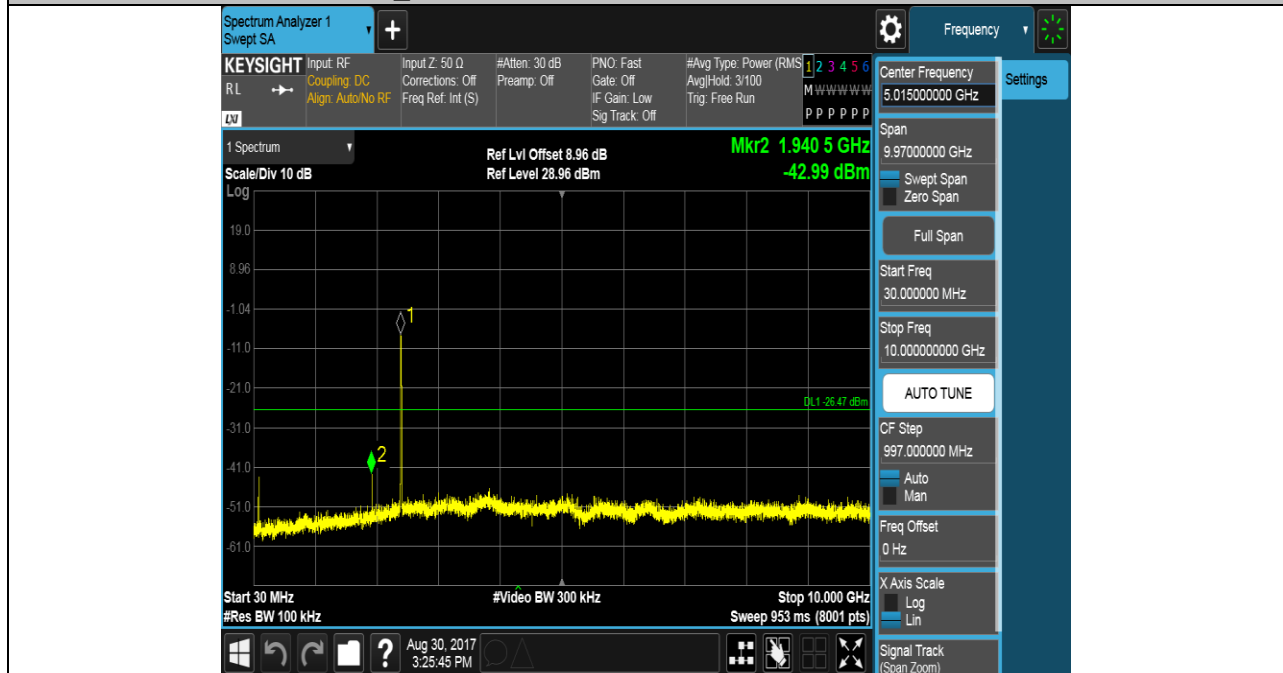 Spectrum Analyzer 1
Swept SA
Frequency
KEYSIGHT
RL
LXI
Input: RF
Coupling: DC
Align: Auto/No RF
Input Z: 50 Ω
Corrections: Off
Freq Ref: Int (S)
#Atten: 30 dB
Preamp: Off
PNO: Fast
Gate: Off
IF Gain: Low
Sig Track: Off
#Avg Type: Power (RMS
Avg|Hold: 3/100
Trig: Free Run
1 2 3 4 5 6
M W W W W W
P P P P P P
1 Spectrum
Scale/Div 10 dB
Log
Ref Lvl Offset 8.96 dB
Ref Level 28.96 dBm
Mkr2 1.940 5 GHz
-42.99 dBm
19.0
8.96
-1.04
-11.0
-21.0
-31.0
-41.0
-51.0
-61.0
1
2
DL1 -26.47 dBm
Start 30 MHz
#Res BW 100 kHz
#Video BW 300 kHz
Stop 10.000 GHz
Sweep 953 ms (8001 pts)
Center Frequency
5.015000000 GHz
Settings
Span
9.97000000 GHz
Swept Span
Zero Span
Full Span
Start Freq
30.000000 MHz
Stop Freq
10.000000000 GHz
AUTO TUNE
CF Step
997.000000 MHz
Auto
Man
Freq Offset
0 Hz
X Axis Scale
Log
Lin
Signal Track
(Span Zoom)
?
Aug 30, 2017
3:25:45 PM